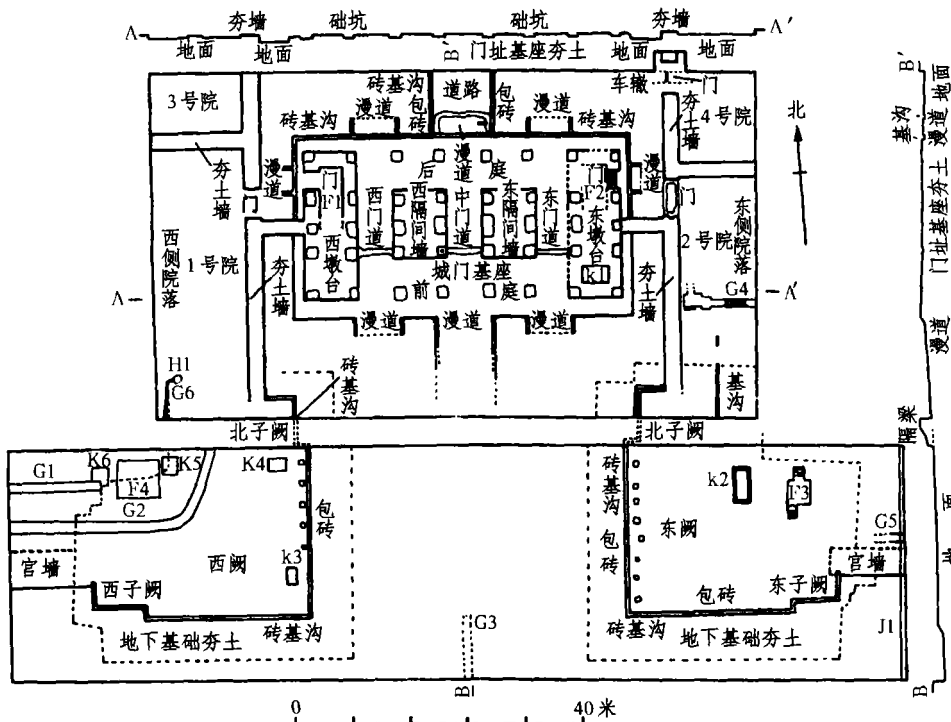 夯墙 础坑 础坑 夯墙
A A′
地面 地面 B′ 门址基座夯土 地面 地面
砖基沟 包砖 道路 包砖 车辙 门
3号院 漫道 漫道 夯土墙 4号院
砖基沟 砖基沟
北
夯土墙 漫道 后庭 漫道
漫道 门 F1 西墩台 西门道 西隔间墙 中门道 东隔间墙 东门道 门 F2 东墩台 k1 门
西侧院落 1号院 夯土墙 城门基座 夯土墙 2号院 东侧院落
G4
A 前庭 A′
漫道 漫道 漫道
H1
G6
砖基沟 基沟
北子阙 北子阙
G1 K6 K5 K4 砖基沟 k2
F4 F3
G2 包砖 包砖 东阙 G5
宫墙 西阙 k3 宫墙
西子阙 包砖 东子阙
地下基础夯土 砖基沟 G3 砖基沟 地下基础夯土 J1
B
0 40米
B′ 地面 漫道 基沟 门址基座夯土 漫道 隔梁 地面 B